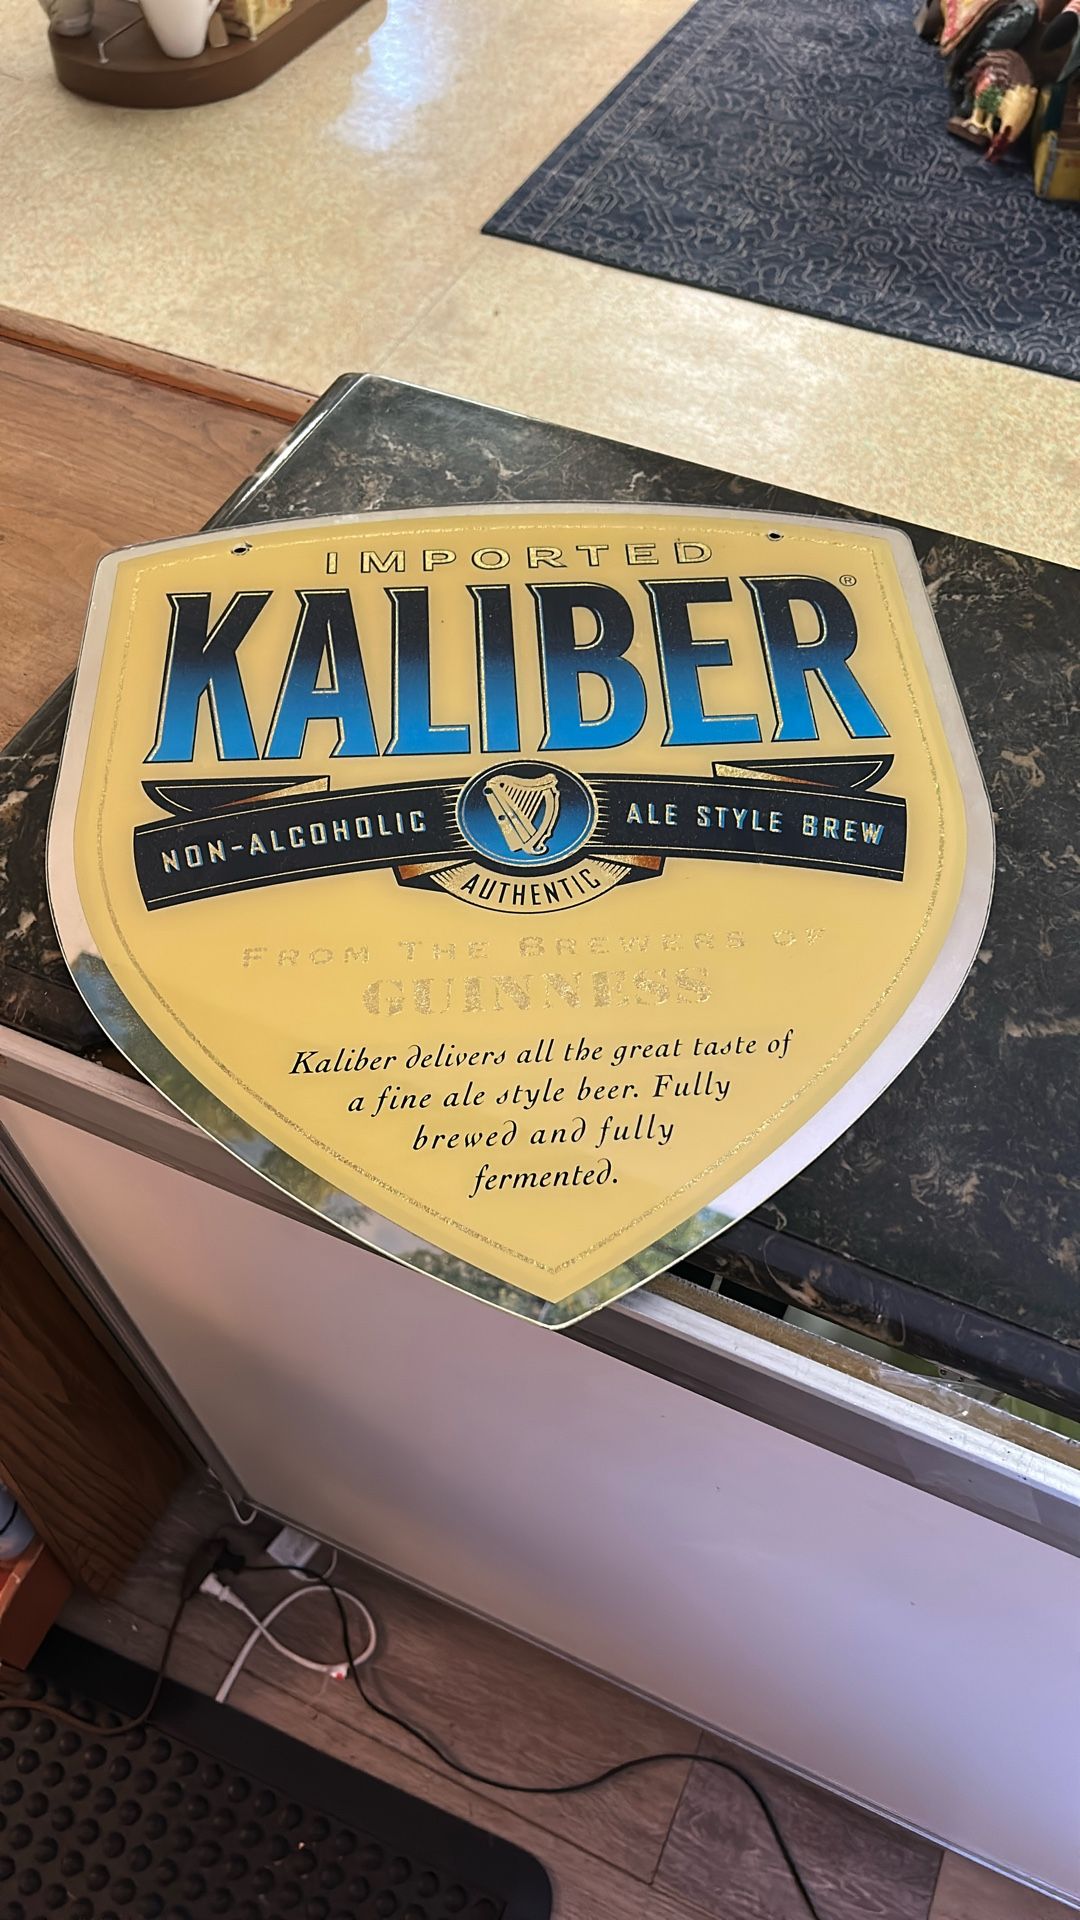 IMPORTED
KALIBER®
NON-ALCOHOLIC ALE STYLE BREW
AUTHENTIC
FROM THE BREWERS OF
GUINNESS
Kaliber delivers all the great taste of
a fine ale style beer. Fully
brewed and fully
fermented.